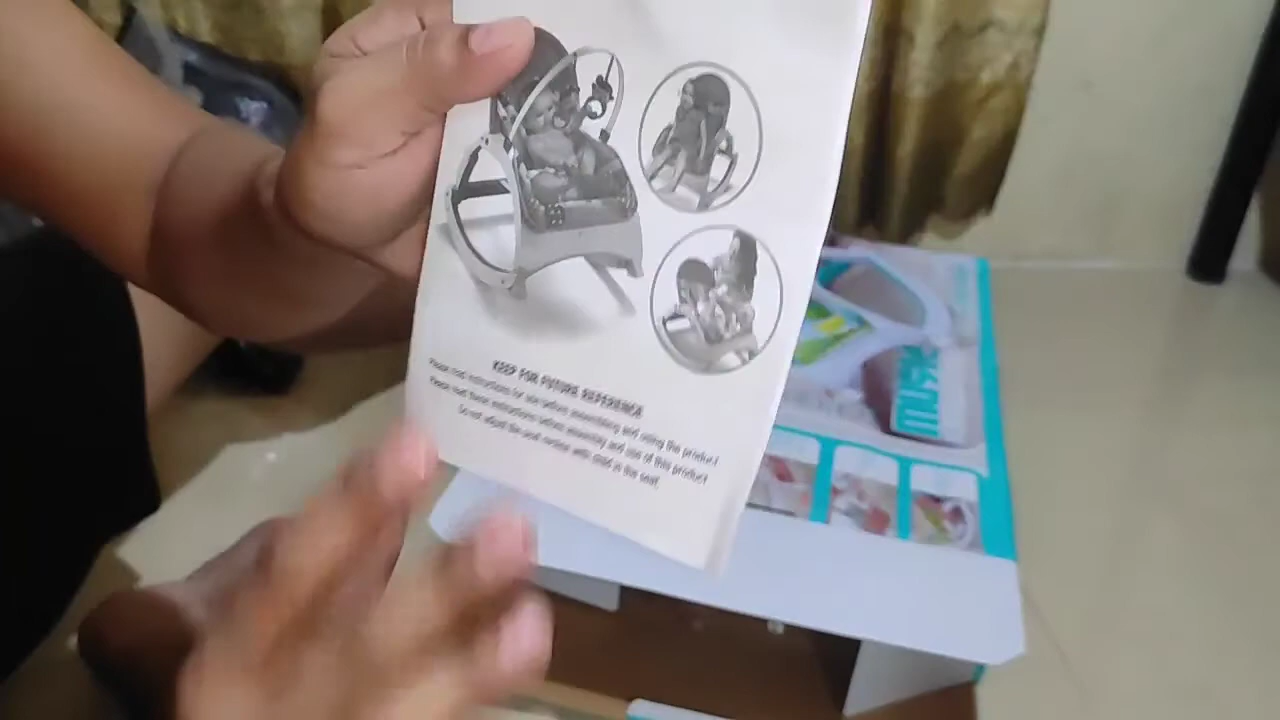 KEEP FOR FUTURE REFERENCE
Please read instructions for use before assembling and using the product
Please read these instructions before assembly and use of this product
Do not adjust the seat recline with child in the seat.